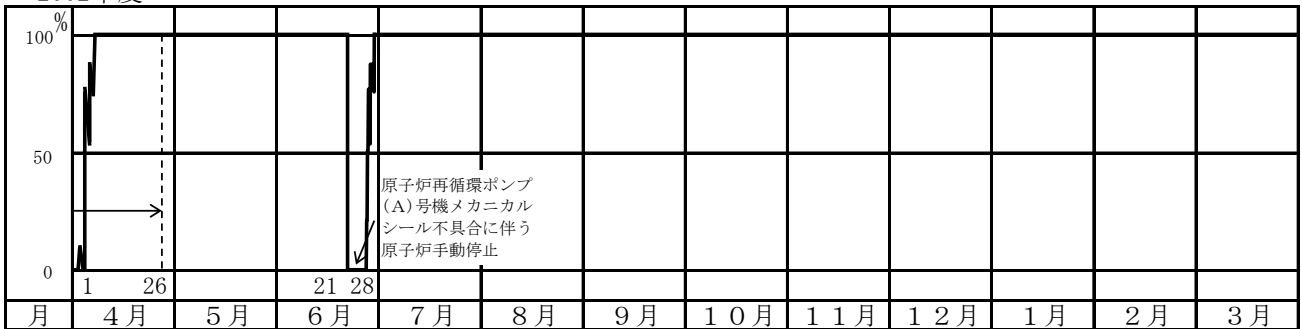 %
100
50
原子炉再循環ポンプ
(A)号機メカニカル
シール不具合に伴う
原子炉手動停止
0
1 26 21 28
月 4月 5月 6月 7月 8月 9月 10月 11月 12月 1月 2月 3月